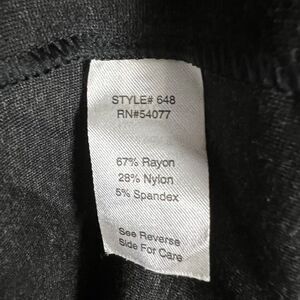 STYLE# 648
RN#54077
67% Rayon
28% Nylon
5% Spandex
See Reverse
Side For Care